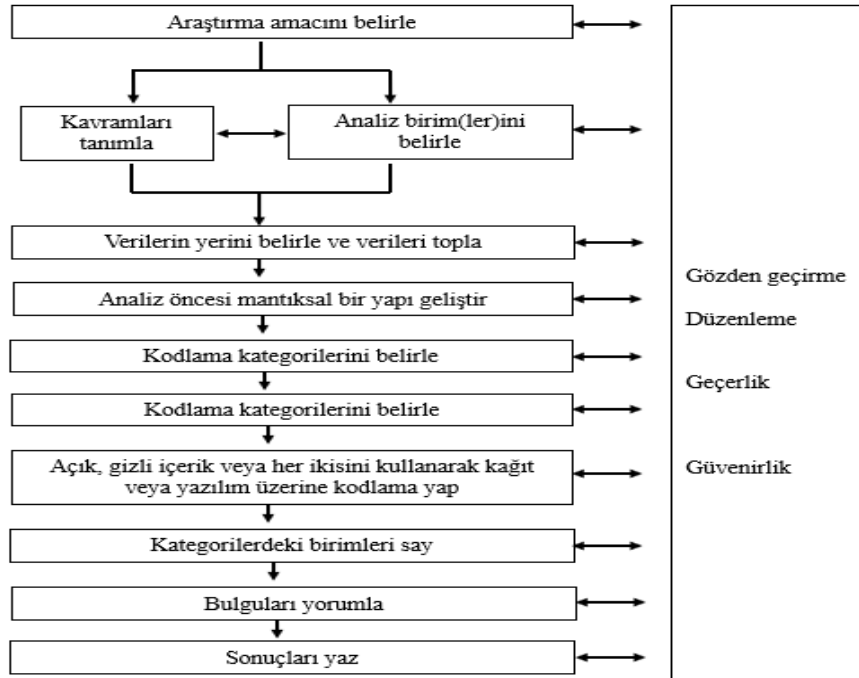 Araştırma amacını belirle
Kavramları
tanımla
Analiz birim(ler)ini
belirle
Verilerin yerini belirle ve verileri topla
Analiz öncesi mantıksal bir yapı geliştir
Kodlama kategorilerini belirle
Kodlama kategorilerini belirle
Açık, gizli içerik veya her ikisini kullanarak kağıt
veya yazılım üzerine kodlama yap
Kategorilerdeki birimleri say
Bulguları yorumla
Sonuçları yaz
Gözden geçirme
Düzenleme
Geçerlik
Güvenirlik